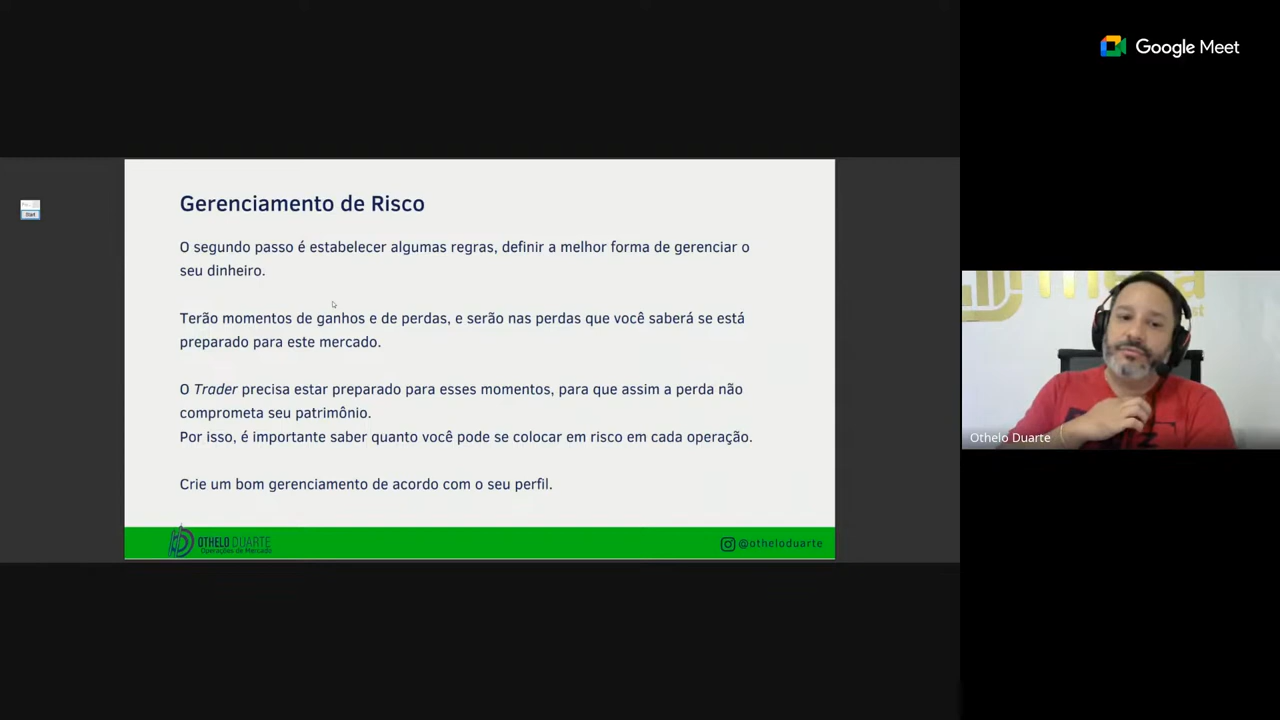 Google Meet
Gerenciamento de Risco
O segundo passo é estabelecer algumas regras, definir a melhor forma de gerenciar o
seu dinheiro.
Terão momentos de ganhos e de perdas, e serão nas perdas que você saberá se está
preparado para este mercado.
O Trader precisa estar preparado para esses momentos, para que assim a perda não
comprometa seu patrimônio.
Por isso, é importante saber quanto você pode se colocar em risco em cada operação.
Crie um bom gerenciamento de acordo com o seu perfil.
OTHELO DUARTE
Operações de Mercado
@otheloduarte
Othelo Duarte